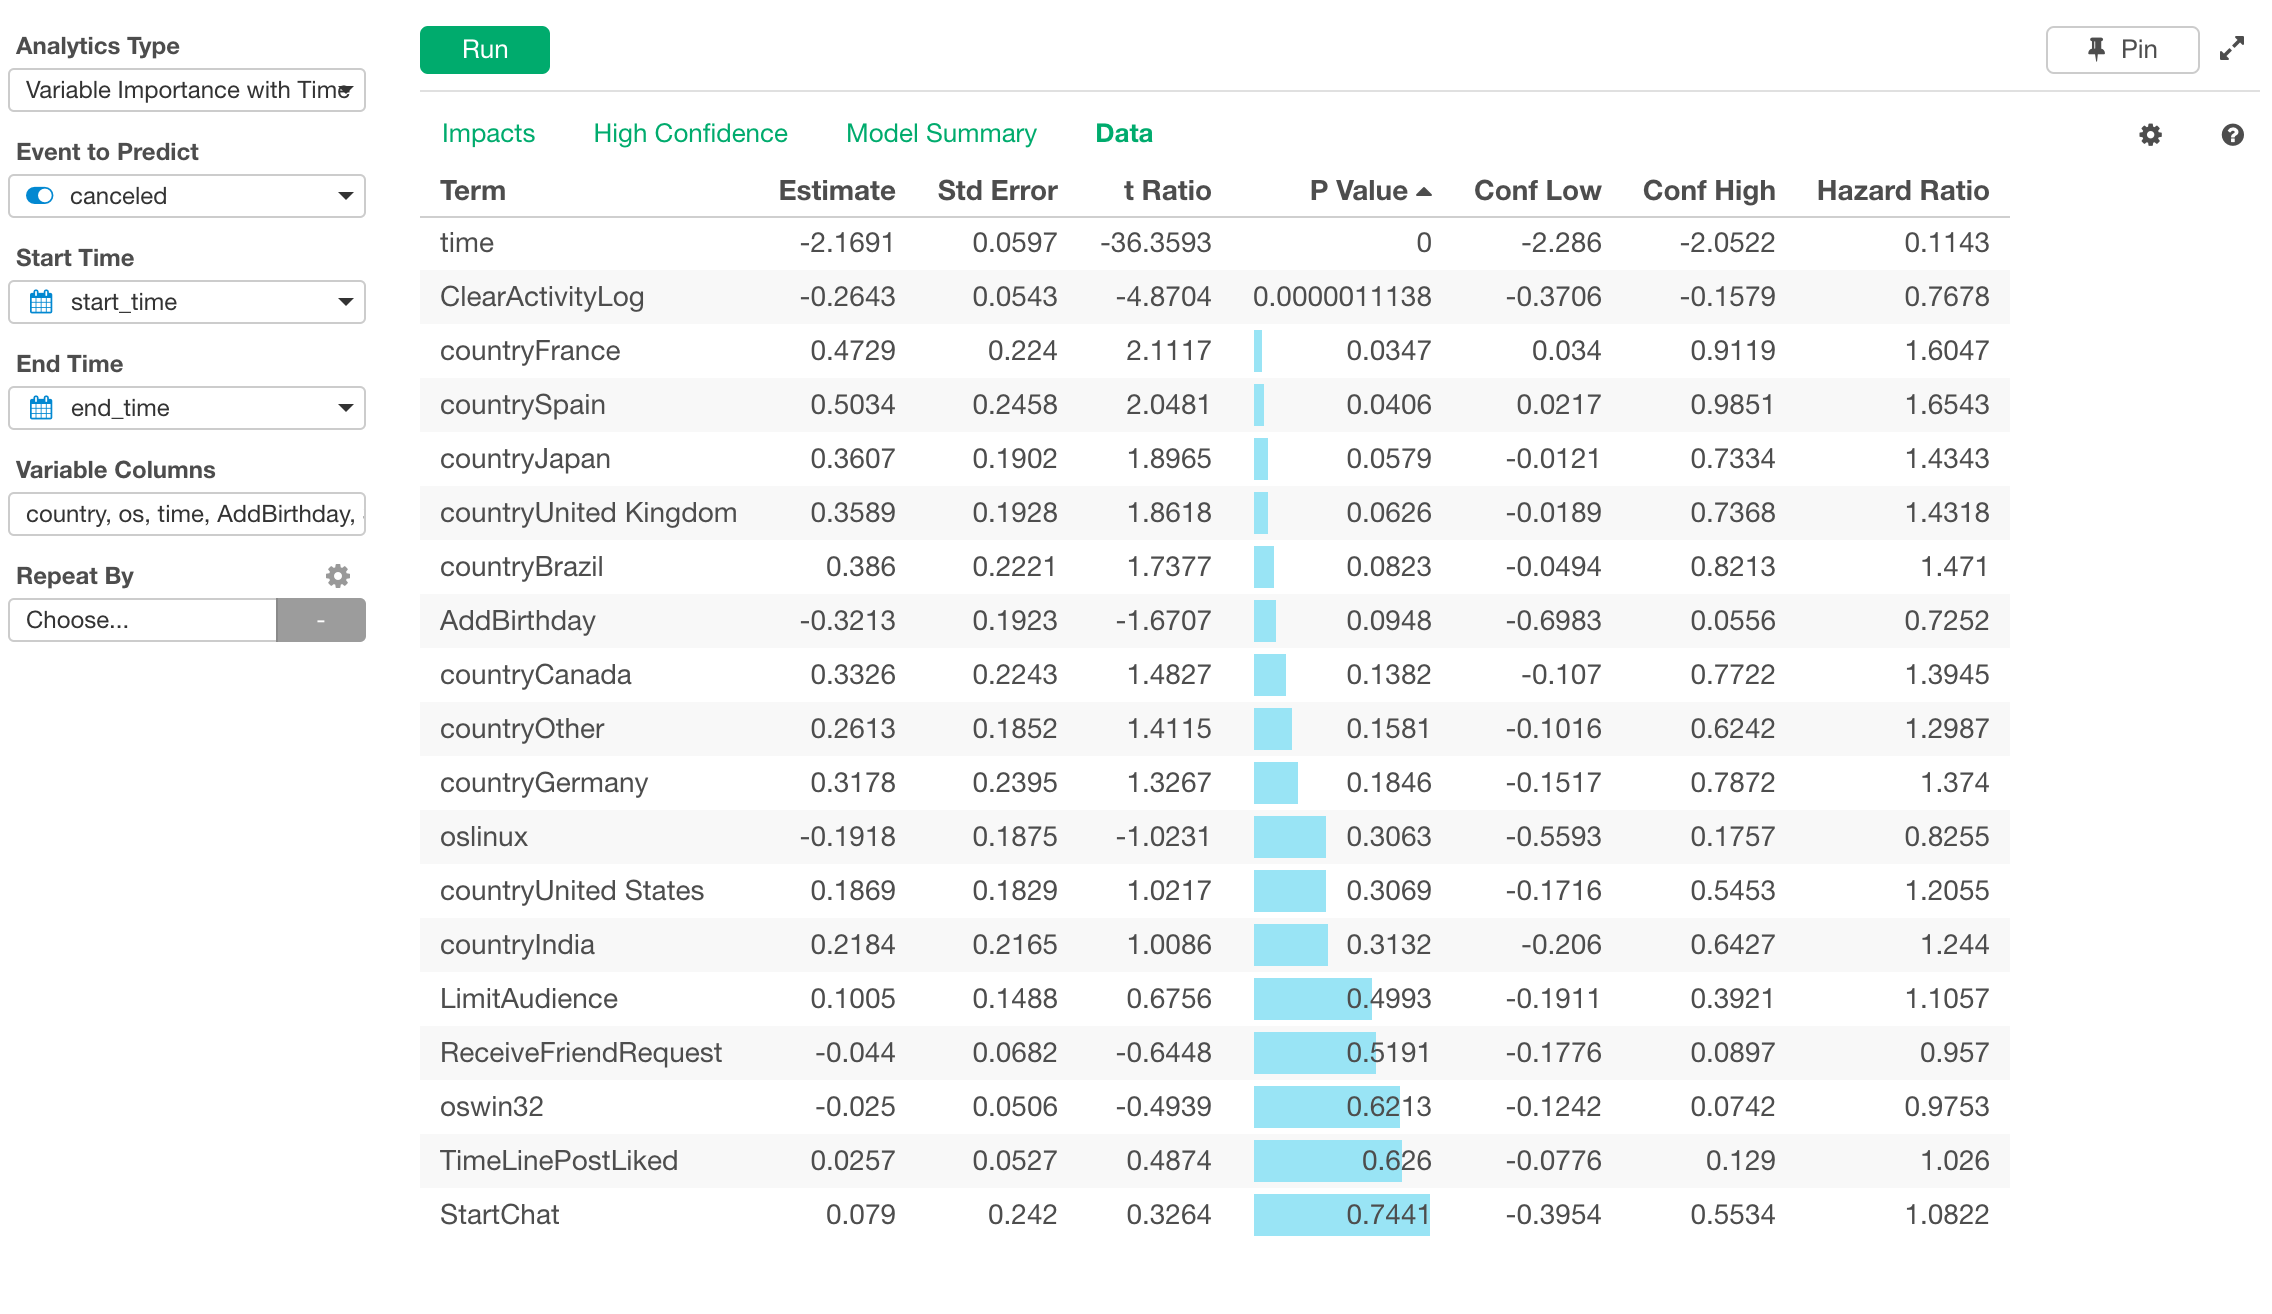 Analytics Type
Variable Importance with Time
Event to Predict
canceled
Start Time
start_time
End Time
end_time
Variable Columns
country, os, time, AddBirthday,
Repeat By
Choose... -
Run
Pin
Impacts High Confidence Model Summary Data
Term Estimate Std Error t Ratio P Value Conf Low Conf High Hazard Ratio
time -2.1691 0.0597 -36.3593 0 -2.286 -2.0522 0.1143
ClearActivityLog -0.2643 0.0543 -4.8704 0.0000011138 -0.3706 -0.1579 0.7678
countryFrance 0.4729 0.224 2.1117 0.0347 0.034 0.9119 1.6047
countrySpain 0.5034 0.2458 2.0481 0.0406 0.0217 0.9851 1.6543
countryJapan 0.3607 0.1902 1.8965 0.0579 -0.0121 0.7334 1.4343
countryUnited Kingdom 0.3589 0.1928 1.8618 0.0626 -0.0189 0.7368 1.4318
countryBrazil 0.386 0.2221 1.7377 0.0823 -0.0494 0.8213 1.471
AddBirthday -0.3213 0.1923 -1.6707 0.0948 -0.6983 0.0556 0.7252
countryCanada 0.3326 0.2243 1.4827 0.1382 -0.107 0.7722 1.3945
countryOther 0.2613 0.1852 1.4115 0.1581 -0.1016 0.6242 1.2987
countryGermany 0.3178 0.2395 1.3267 0.1846 -0.1517 0.7872 1.374
oslinux -0.1918 0.1875 -1.0231 0.3063 -0.5593 0.1757 0.8255
countryUnited States 0.1869 0.1829 1.0217 0.3069 -0.1716 0.5453 1.2055
countryIndia 0.2184 0.2165 1.0086 0.3132 -0.206 0.6427 1.244
LimitAudience 0.1005 0.1488 0.6756 0.4993 -0.1911 0.3921 1.1057
ReceiveFriendRequest -0.044 0.0682 -0.6448 0.5191 -0.1776 0.0897 0.957
oswin32 -0.025 0.0506 -0.4939 0.6213 -0.1242 0.0742 0.9753
TimeLinePostLiked 0.0257 0.0527 0.4874 0.626 -0.0776 0.129 1.026
StartChat 0.079 0.242 0.3264 0.7441 -0.3954 0.5534 1.0822